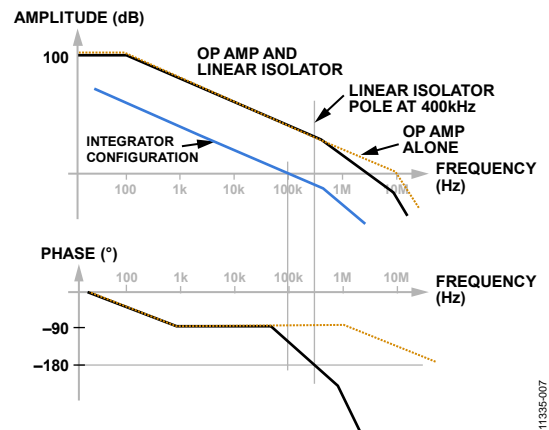 AMPLITUDE (dB)
100
OP AMP AND
LINEAR ISOLATOR
LINEAR ISOLATOR
POLE AT 400kHz
OP AMP
ALONE
INTEGRATOR
CONFIGURATION
FREQUENCY
(Hz)
100 1k 10k 100k 1M 10M
PHASE (°)
100 1k 10k 100k 1M 10M
FREQUENCY
(Hz)
–90
–180
11335-007